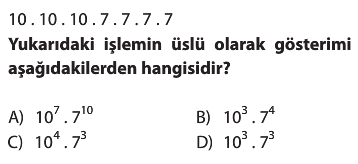 10 . 10 . 10 . 7 . 7 . 7 . 7
Yukarıdaki işlemin üslü olarak gösterimi
aşağıdakilerden hangisidir?
A) 10⁷ . 7¹⁰ B) 10³ . 7⁴
C) 10⁴ . 7³ D) 10³ . 7³